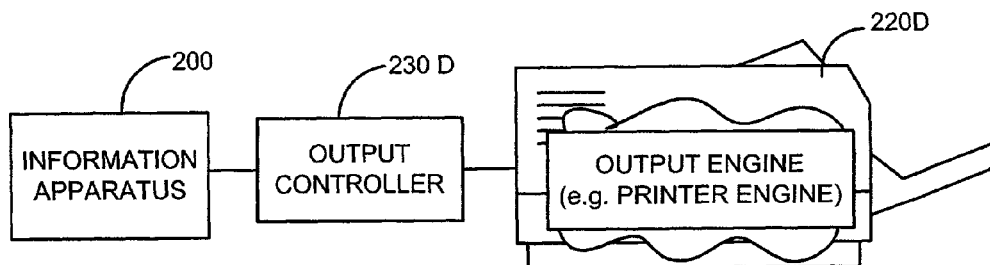 220D
200
230 D
INFORMATION
APPARATUS
OUTPUT
CONTROLLER
OUTPUT ENGINE
(e.g. PRINTER ENGINE)